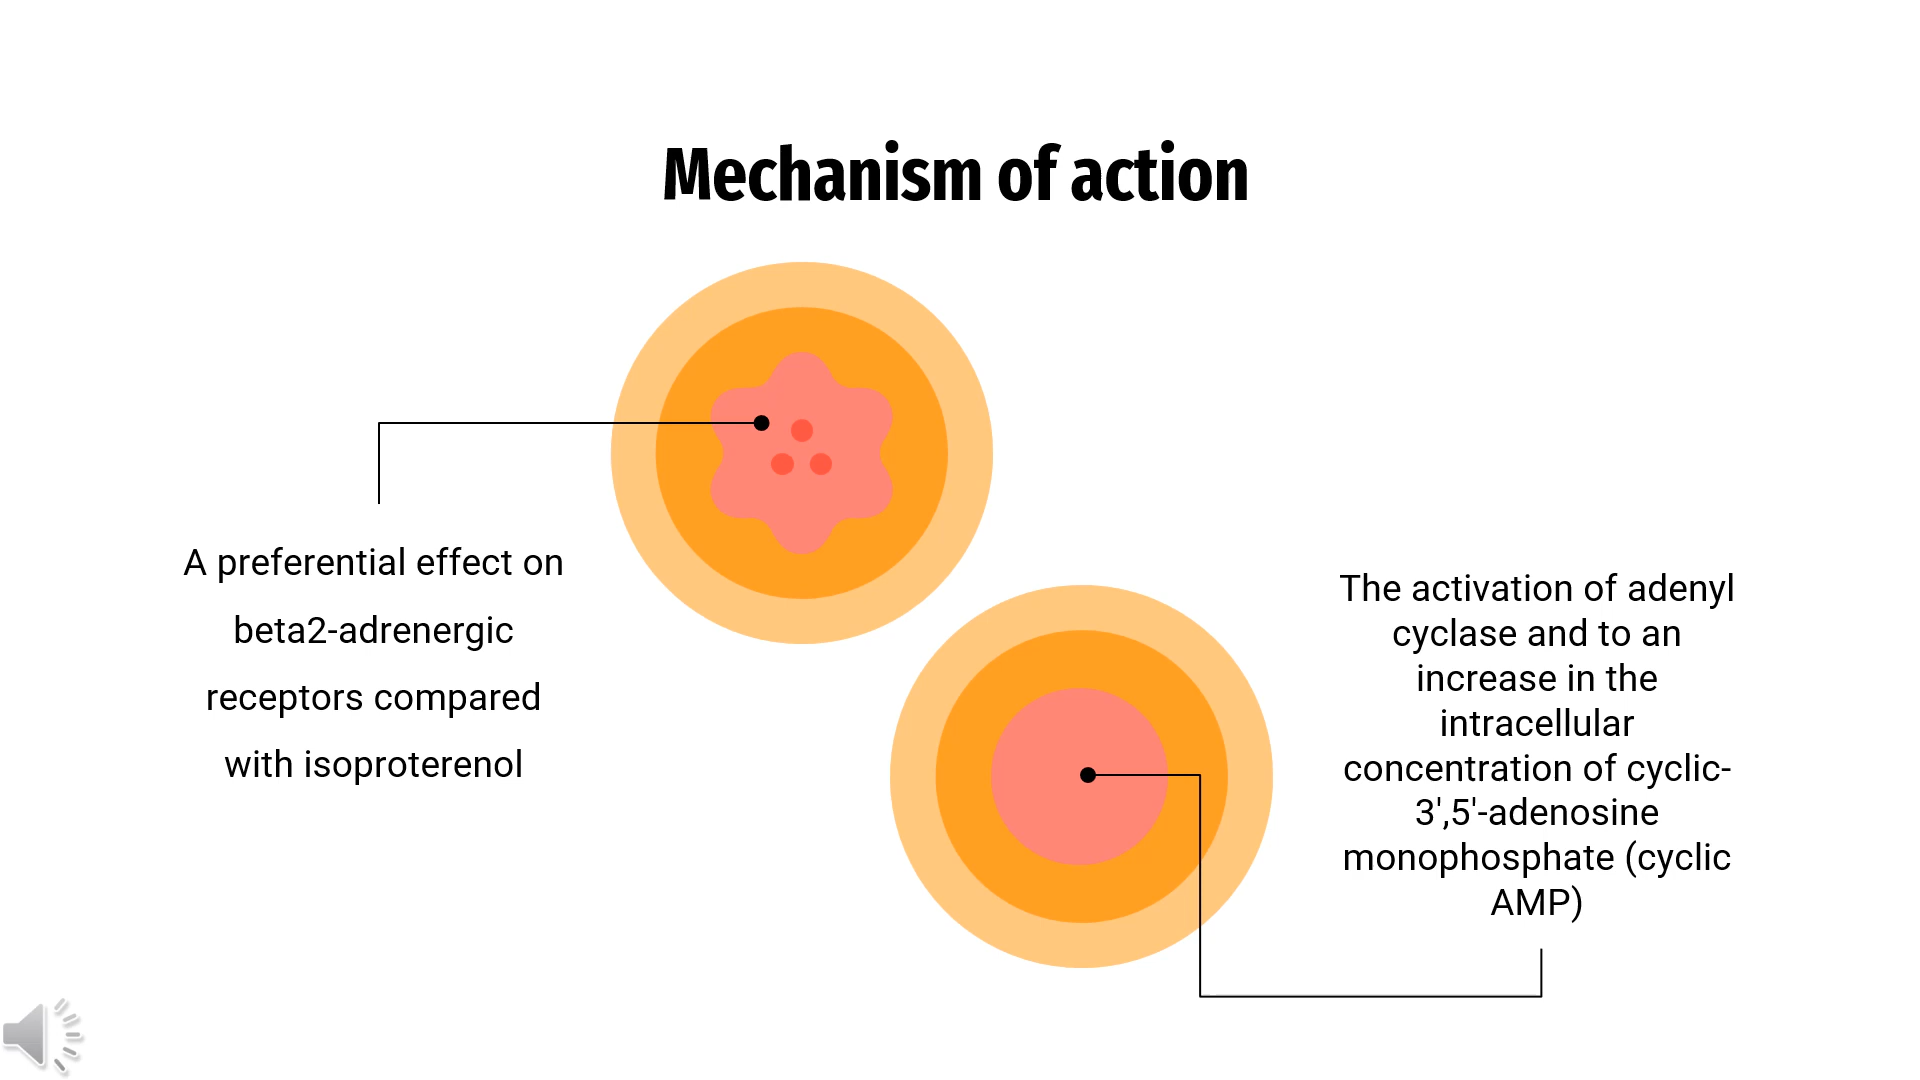 Mechanism of action
A preferential effect on
beta2-adrenergic
receptors compared
with isoproterenol
The activation of adenyl
cyclase and to an
increase in the
intracellular
concentration of cyclic-
3',5'-adenosine
monophosphate (cyclic
AMP)